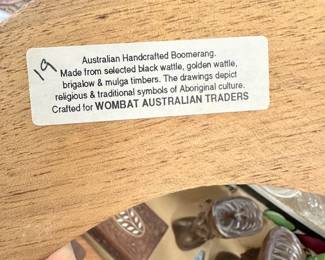 19
Australian Handcrafted Boomerang.
Made from selected black wattle, golden wattle,
brigalow & mulga timbers. The drawings depict
religious & traditional symbols of Aboriginal culture.
Crafted for WOMBAT AUSTRALIAN TRADERS